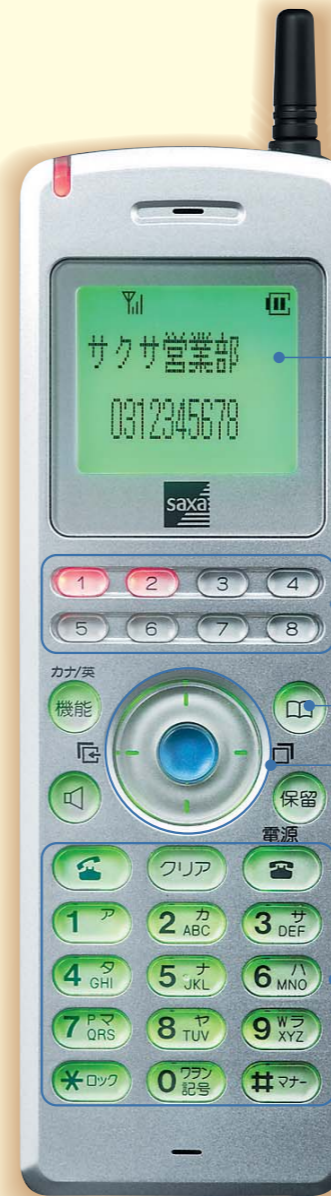 サクサ営業部
0312345678
saxa
1 2 3 4
5 6 7 8
カナ/英
機能
保留
電源
クリア
1 ア 2 カ ABC 3 サ DEF
4 タ GHI 5 ナ JKL 6 ハ MNO
7 P マ QRS 8 ヤ TUV 9 W ラ XYZ
* ロック 0 ワヲン 記号 # マナー